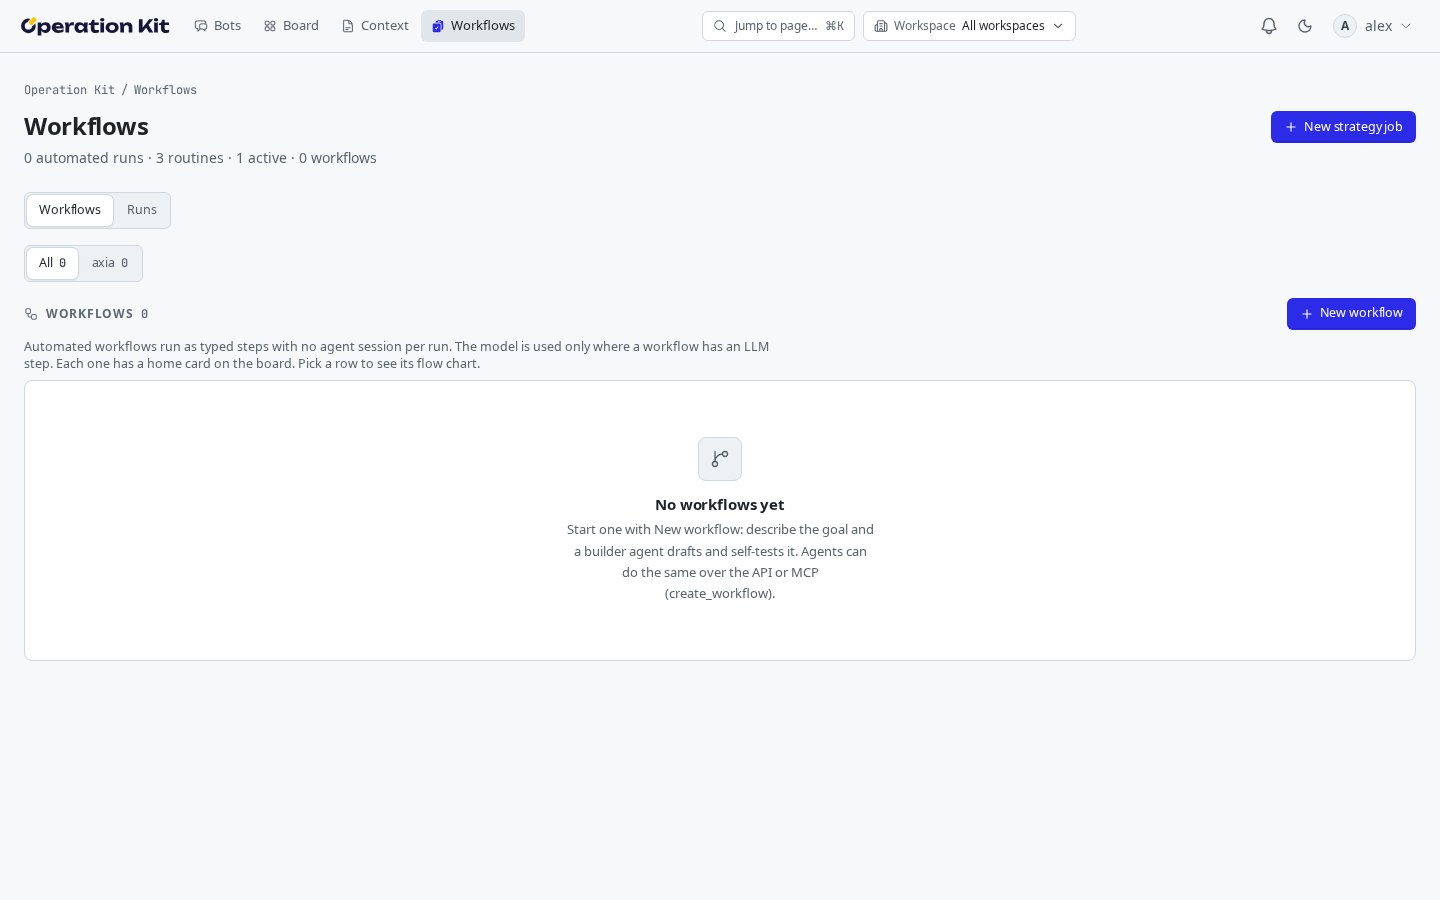 Operation Kit
Bots
Board
Context
Workflows
Jump to page... ⌘K
Workspace All workspaces
A alex
Operation Kit / Workflows
Workflows
New strategy job
0 automated runs · 3 routines · 1 active · 0 workflows
Workflows Runs
All 0 axia 0
WORKFLOWS 0
New workflow
Automated workflows run as typed steps with no agent session per run. The model is used only where a workflow has an LLM
step. Each one has a home card on the board. Pick a row to see its flow chart.
No workflows yet
Start one with New workflow: describe the goal and
a builder agent drafts and self-tests it. Agents can
do the same over the API or MCP
(create_workflow).